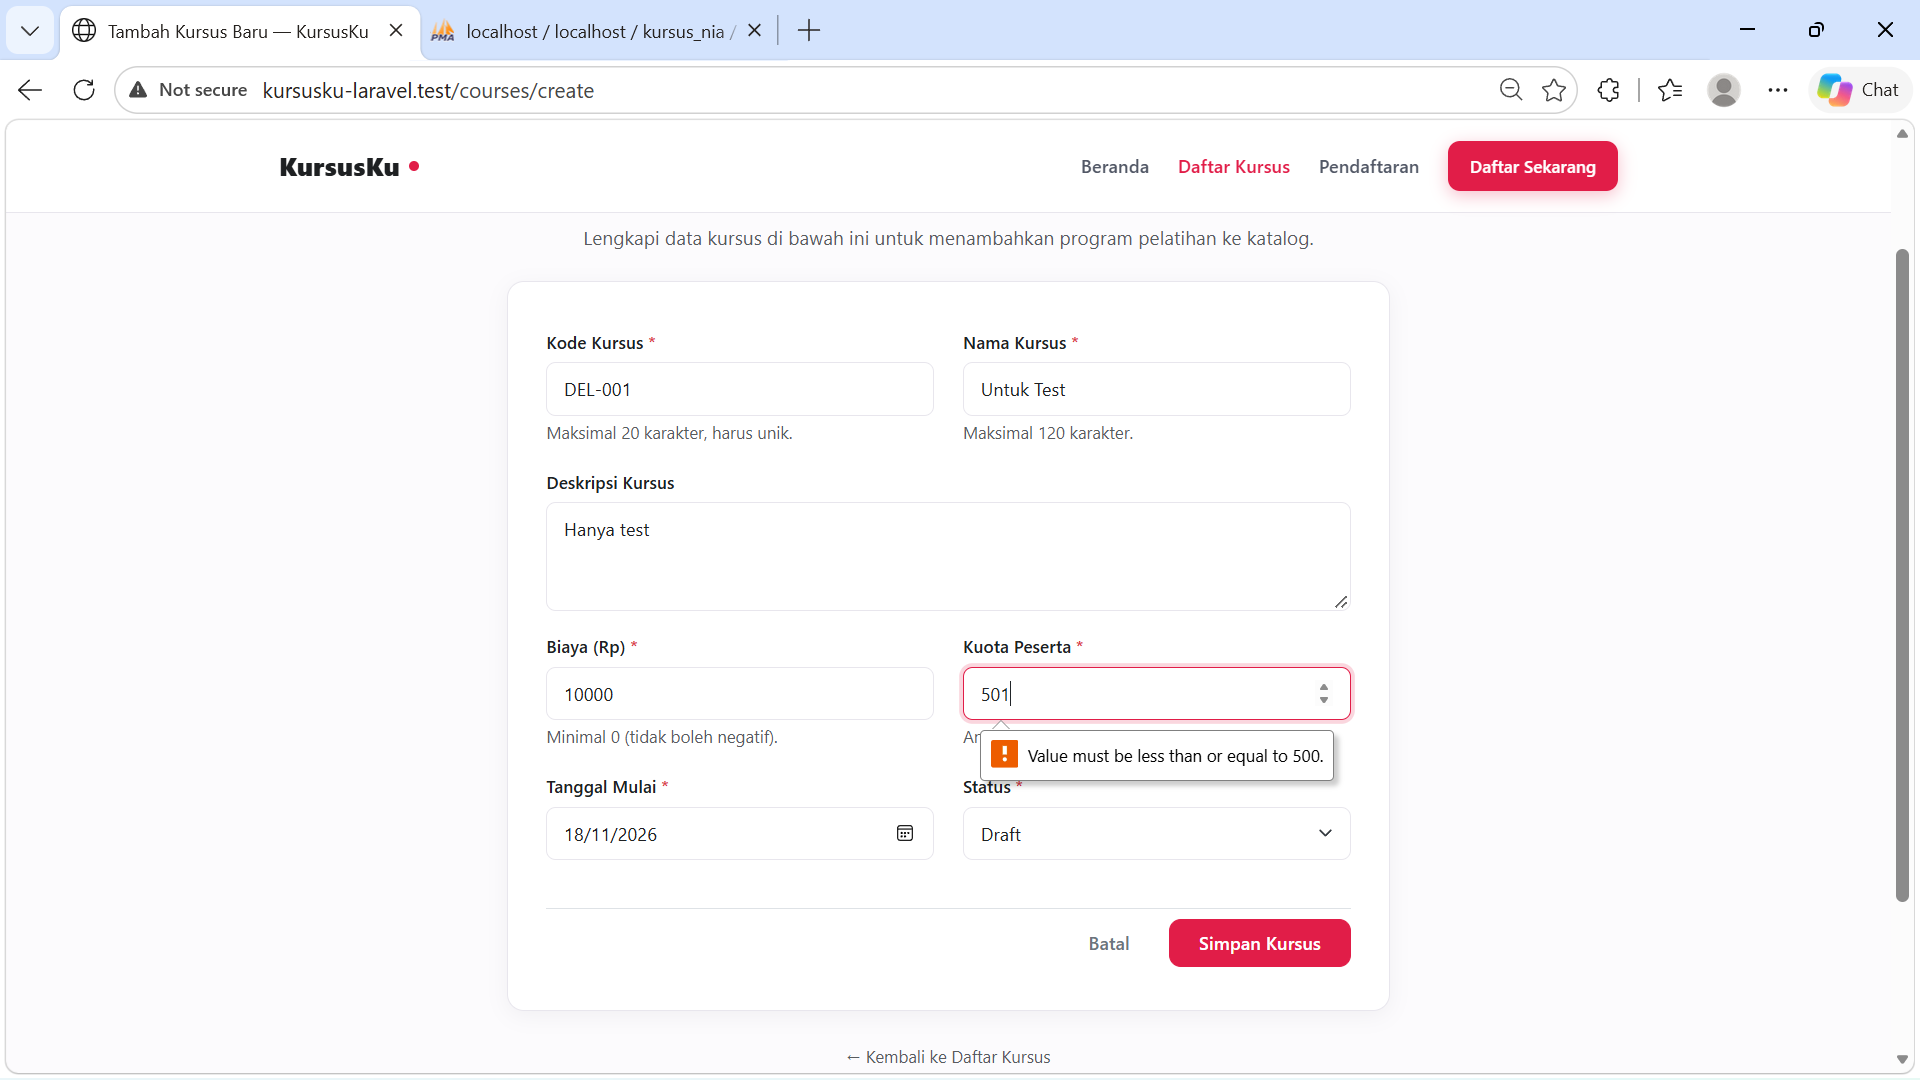 Tambah Kursus Baru — KursusKu
localhost / localhost / kursus_nia /
Not secure
kursusku-laravel.test/courses/create
Chat
KursusKu
Beranda
Daftar Kursus
Pendaftaran
Daftar Sekarang
Lengkapi data kursus di bawah ini untuk menambahkan program pelatihan ke katalog.
Kode Kursus *
Nama Kursus *
DEL-001
Untuk Test
Maksimal 20 karakter, harus unik.
Maksimal 120 karakter.
Deskripsi Kursus
Hanya test
Biaya (Rp) *
Kuota Peserta *
10000
501
Minimal 0 (tidak boleh negatif).
Value must be less than or equal to 500.
Tanggal Mulai *
Status *
18/11/2026
Draft
Batal
Simpan Kursus
← Kembali ke Daftar Kursus